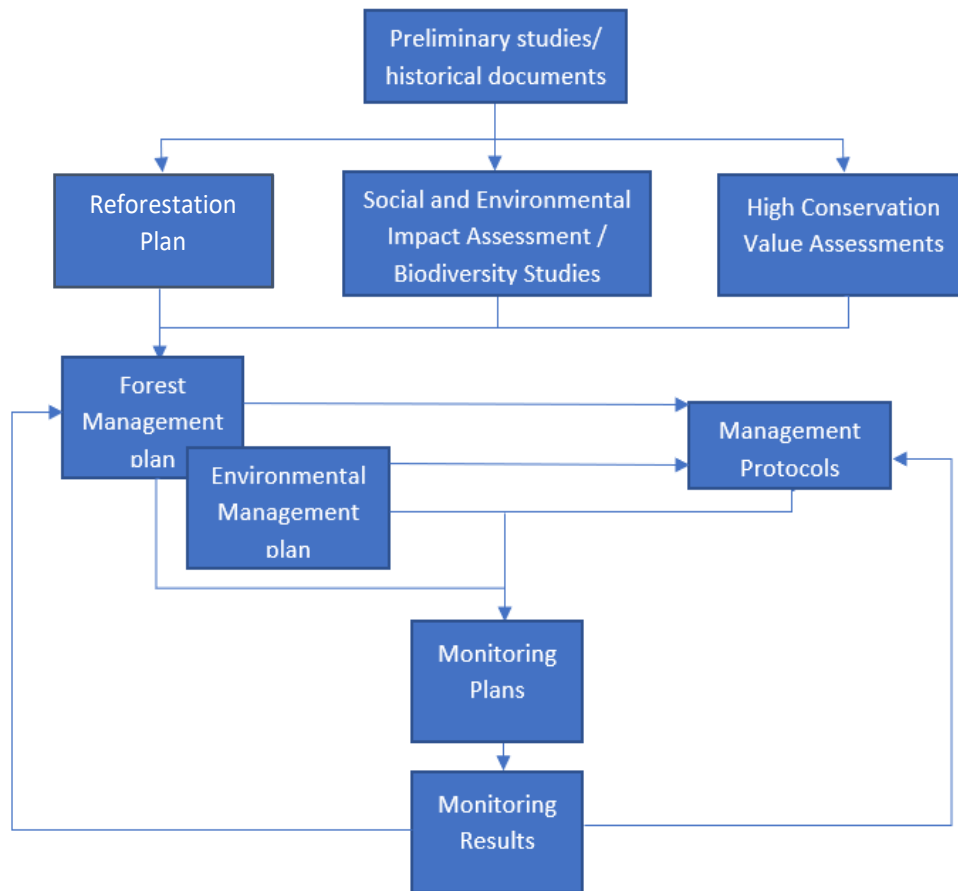 Preliminary studies/
historical documents
Reforestation
Plan
Social and Environmental
Impact Assessment /
Biodiversity Studies
High Conservation
Value Assessments
Forest
Management
plan
Environmental
Management
plan
Management
Protocols
Monitoring
Plans
Monitoring
Results